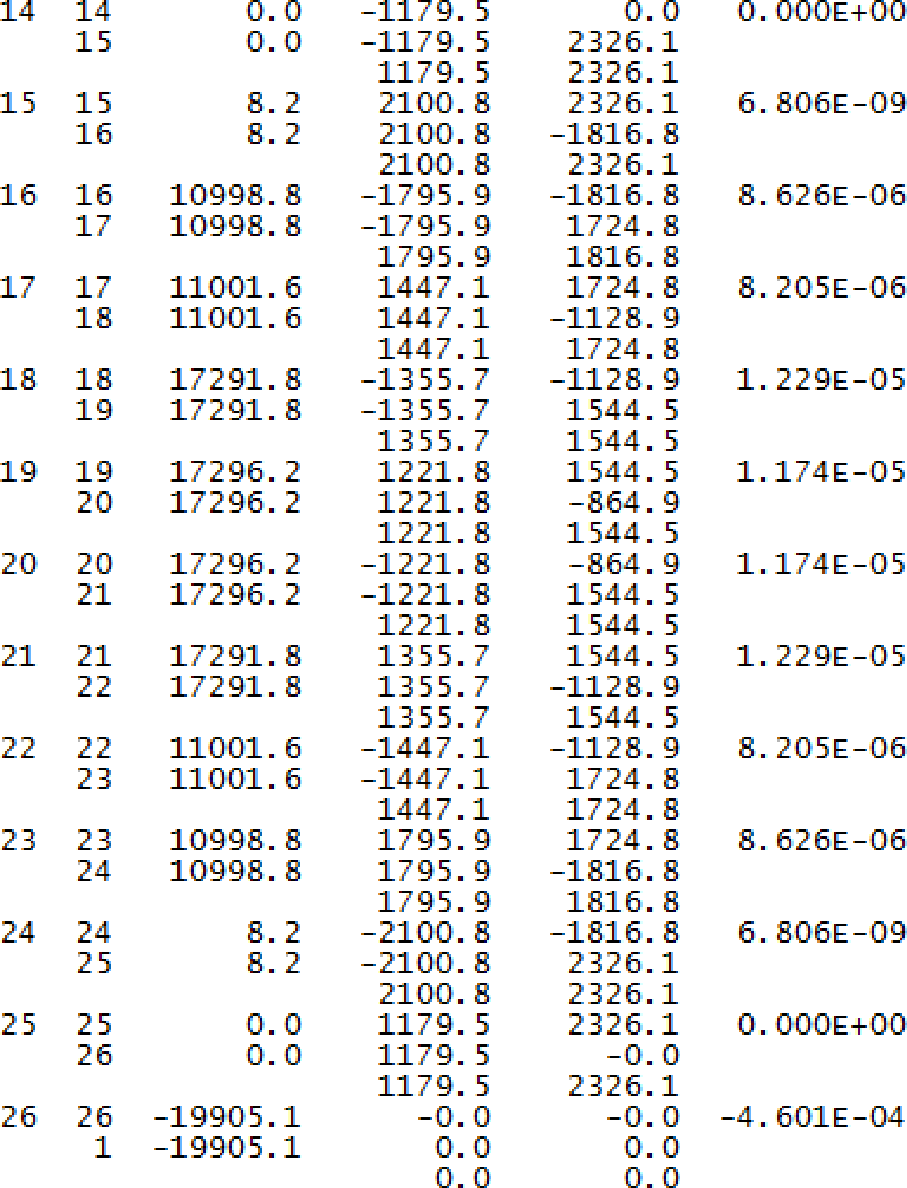 14 14 0.0 -1179.5 0.0 0.000E+00
15 0.0 -1179.5 2326.1
1179.5 2326.1
15 15 8.2 2100.8 2326.1 6.806E-09
16 8.2 2100.8 -1816.8
2100.8 2326.1
16 16 10998.8 -1795.9 -1816.8 8.626E-06
17 10998.8 -1795.9 1724.8
1795.9 1816.8
17 17 11001.6 1447.1 1724.8 8.205E-06
18 11001.6 1447.1 -1128.9
1447.1 1724.8
18 18 17291.8 -1355.7 -1128.9 1.229E-05
19 17291.8 -1355.7 1544.5
1355.7 1544.5
19 19 17296.2 1221.8 1544.5 1.174E-05
20 17296.2 1221.8 -864.9
1221.8 1544.5
20 20 17296.2 -1221.8 -864.9 1.174E-05
21 17296.2 -1221.8 1544.5
1221.8 1544.5
21 21 17291.8 1355.7 1544.5 1.229E-05
22 17291.8 1355.7 -1128.9
1355.7 1544.5
22 22 11001.6 -1447.1 -1128.9 8.205E-06
23 11001.6 -1447.1 1724.8
1447.1 1724.8
23 23 10998.8 1795.9 1724.8 8.626E-06
24 10998.8 1795.9 -1816.8
1795.9 1816.8
24 24 8.2 -2100.8 -1816.8 6.806E-09
25 8.2 -2100.8 2326.1
2100.8 2326.1
25 25 0.0 1179.5 2326.1 0.000E+00
26 0.0 1179.5 -0.0
1179.5 2326.1
26 26 -19905.1 -0.0 -0.0 -4.601E-04
1 -19905.1 0.0 0.0
0.0 0.0